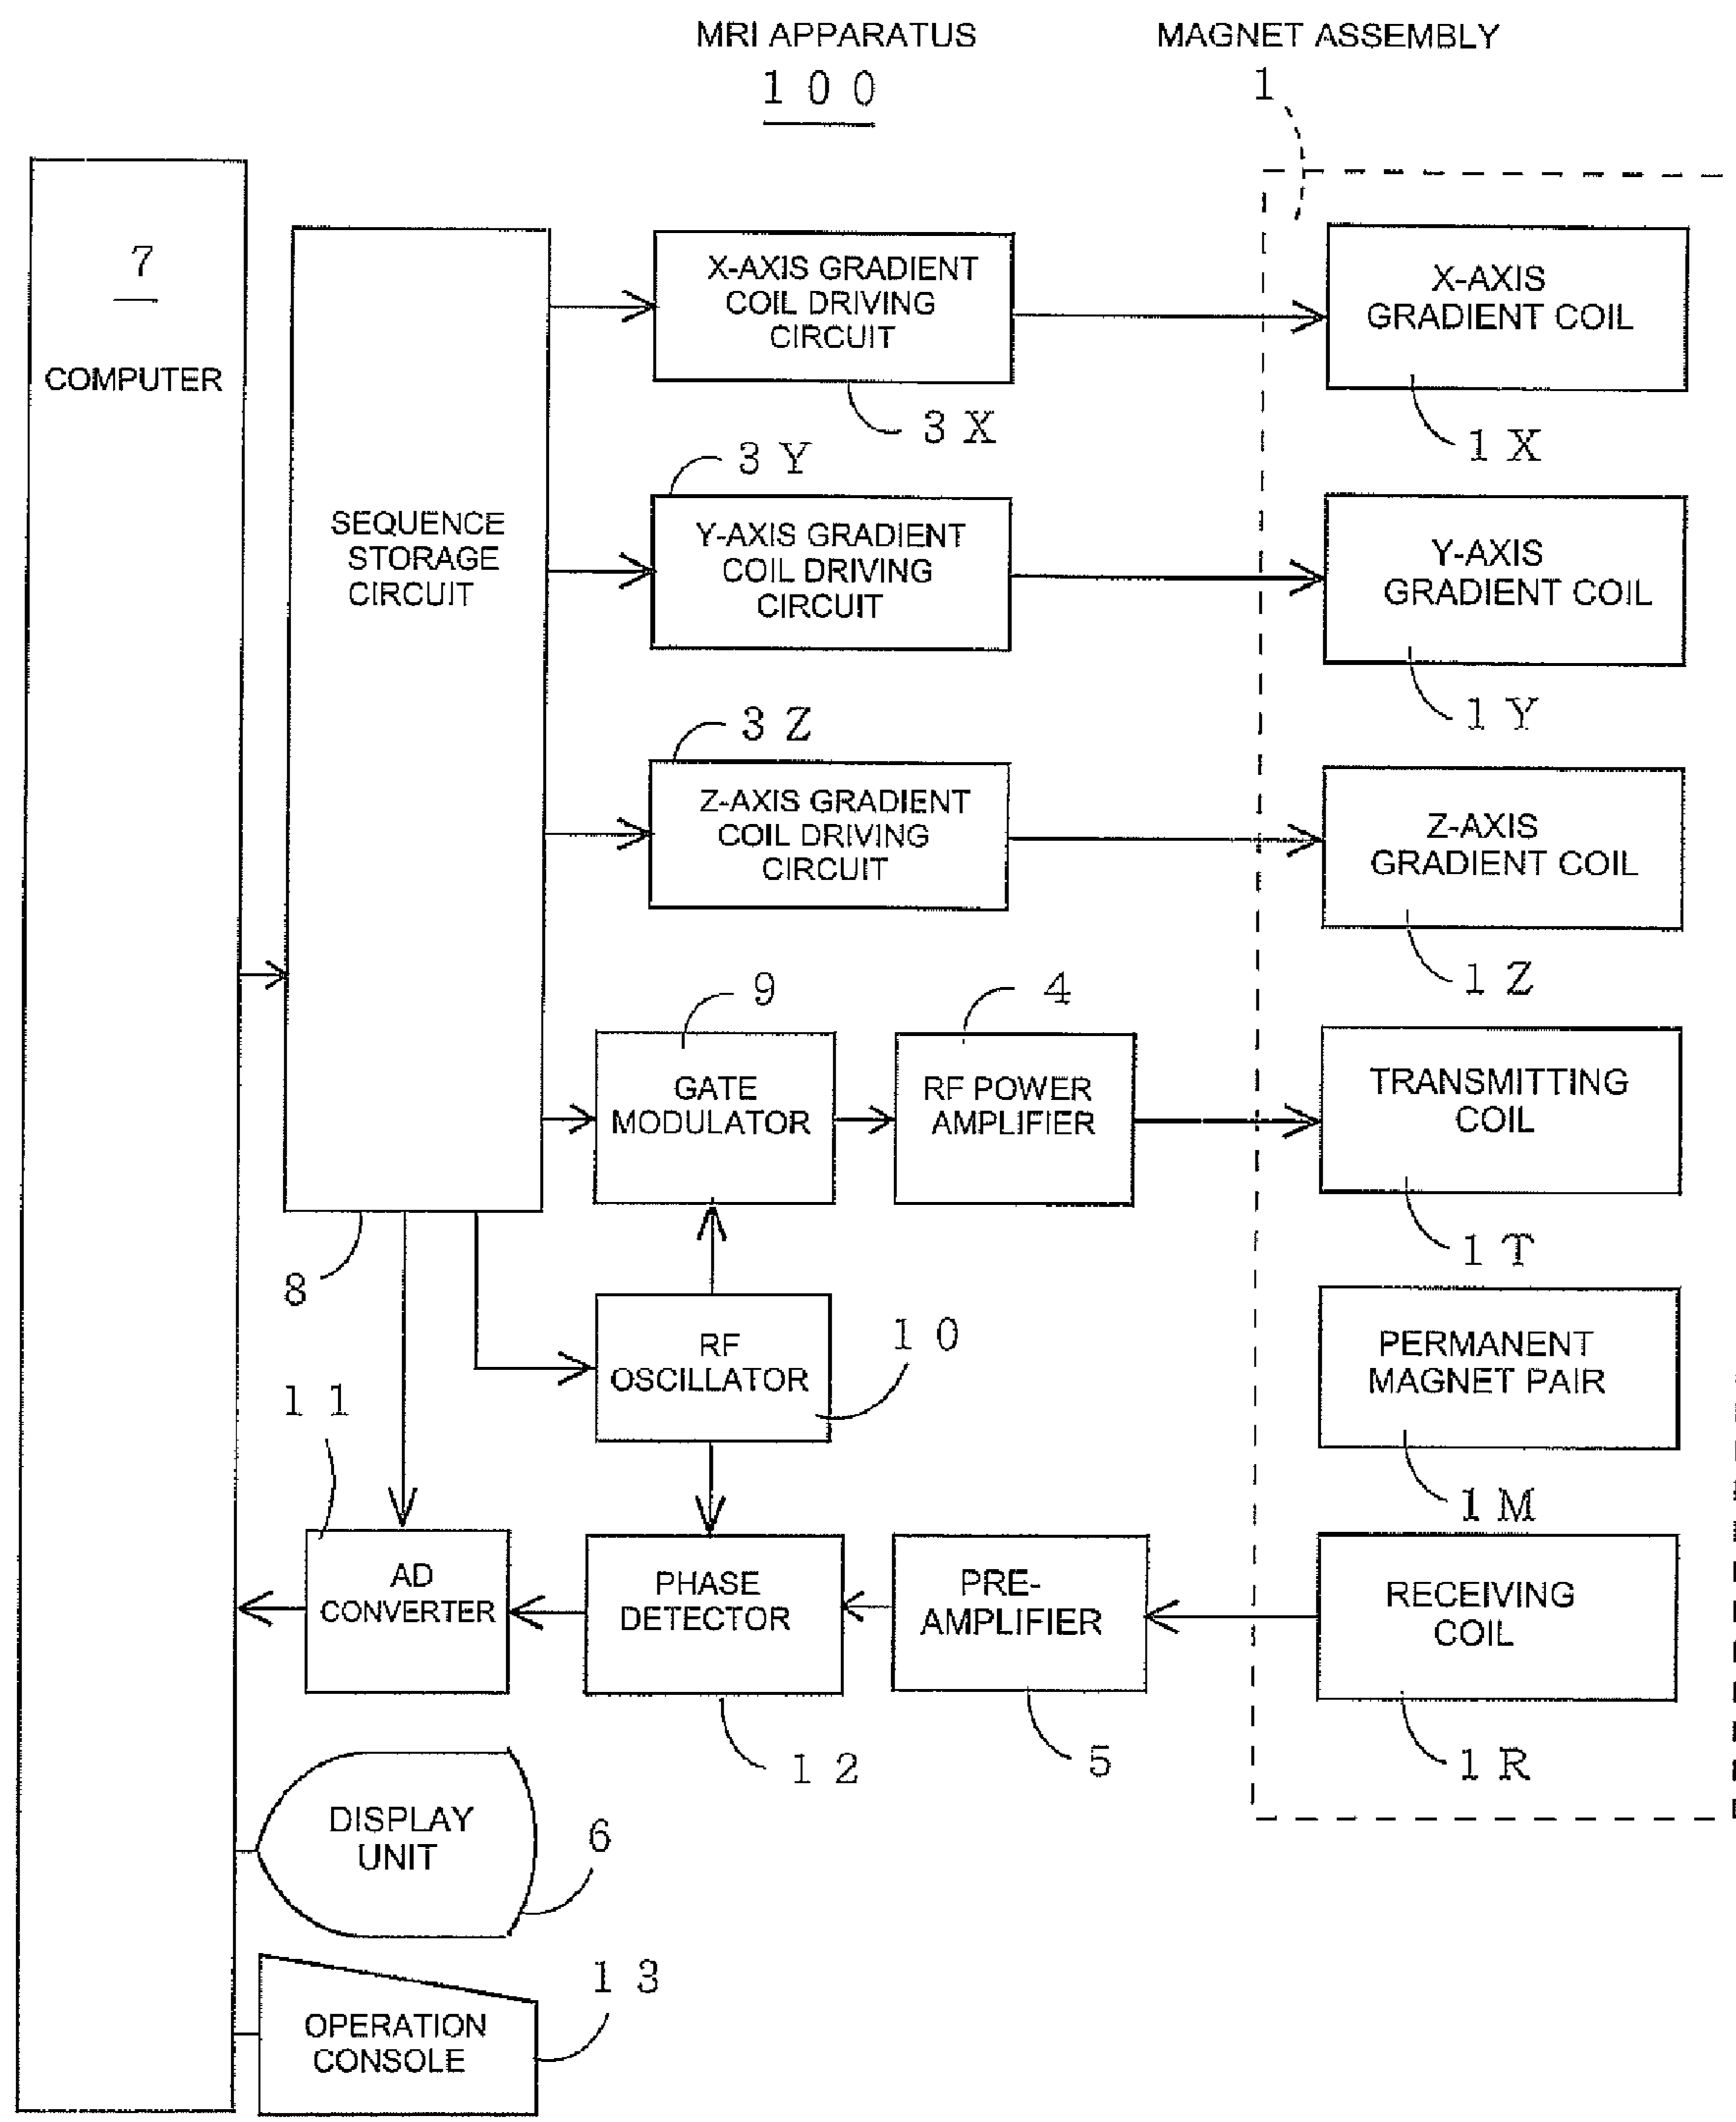 MRI APPARATUS
100
MAGNET ASSEMBLY
1
7
COMPUTER
SEQUENCE
STORAGE
CIRCUIT
8
X-AXIS GRADIENT
COIL DRIVING
CIRCUIT
3X
X-AXIS
GRADIENT COIL
1X
3Y
Y-AXIS GRADIENT
COIL DRIVING
CIRCUIT
Y-AXIS
GRADIENT COIL
1Y
3Z
Z-AXIS GRADIENT
COIL DRIVING
CIRCUIT
Z-AXIS
GRADIENT COIL
1Z
9
GATE
MODULATOR
4
RF POWER
AMPLIFIER
TRANSMITTING
COIL
1T
RF
OSCILLATOR
10
PERMANENT
MAGNET PAIR
1M
11
AD
CONVERTER
PHASE
DETECTOR
12
PRE-
AMPLIFIER
5
RECEIVING
COIL
1R
DISPLAY
UNIT
6
OPERATION
CONSOLE
13